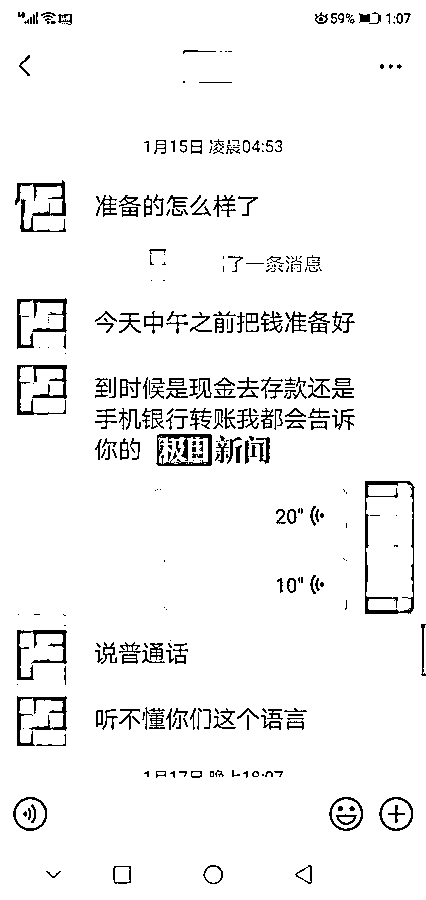 59% 1:07
1月15日 凌晨04:53
准备的怎么样了
了一条消息
今天中午之前把钱准备好
到时候是现金去存款还是
手机银行转账我都会告诉
你的 极目新闻
20"
10"
说普通话
听不懂你们这个语言
1月17日 晚上18:07